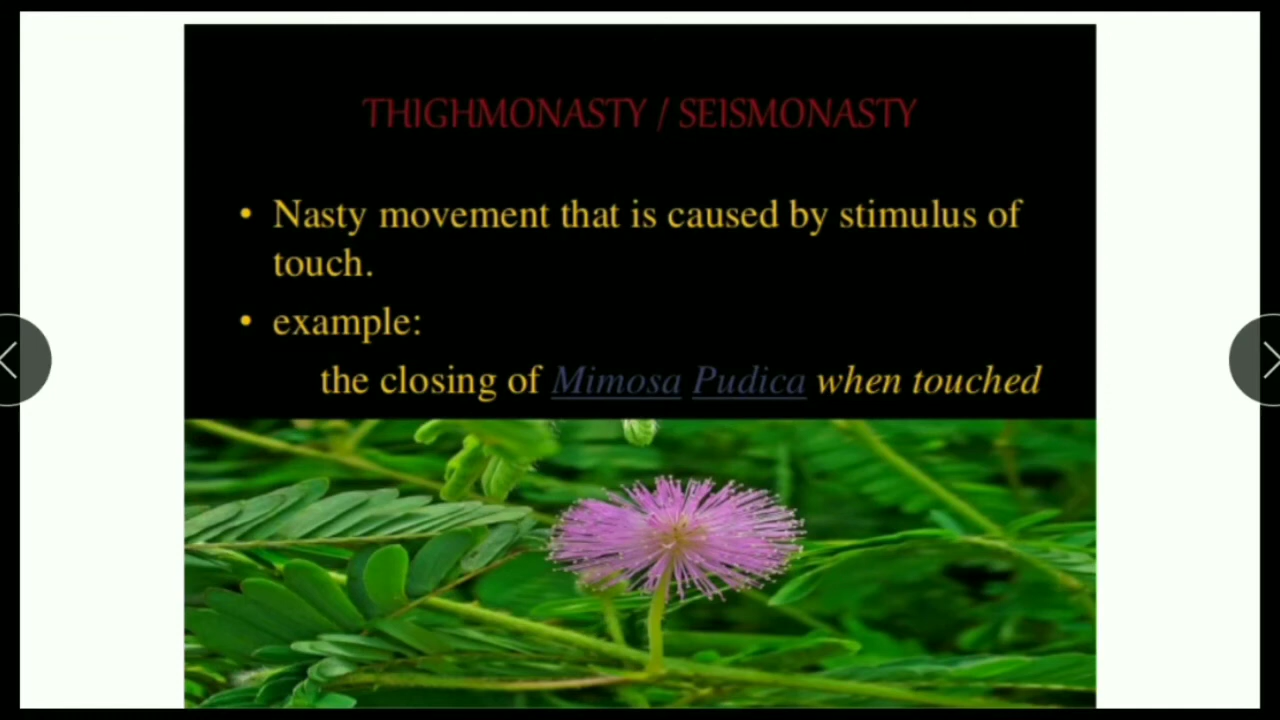 THIGHMONASTY / SEISMONASTY
• Nasty movement that is caused by stimulus of
touch.
• example:
the closing of Mimosa Pudica when touched